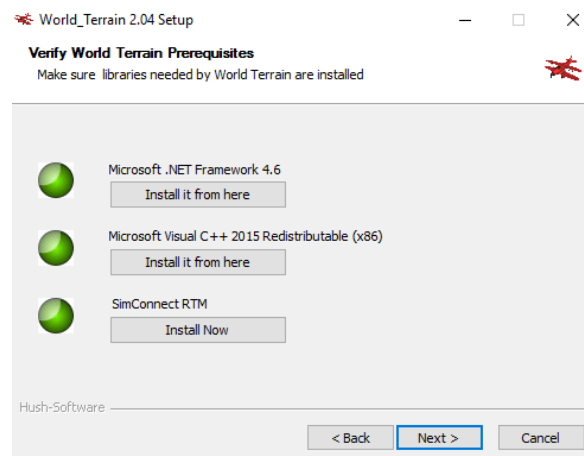 World_Terrain 2.04 Setup
Verify World Terrain Prerequisites
Make sure libraries needed by World Terrain are installed
Microsoft .NET Framework 4.6
Install it from here
Microsoft Visual C++ 2015 Redistributable (x86)
Install it from here
SimConnect RTM
Install Now
Hush-Software
< Back Next > Cancel